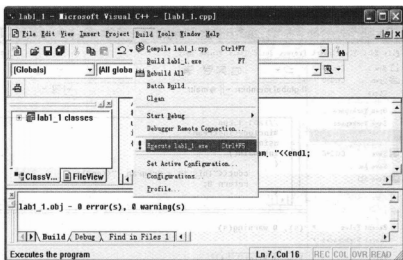 lab1_1 - Microsoft Visual C++ - [lab1_1.cpp]
File Edit View Insert Project Build Tools Window Help
Compile lab1_1.cpp Ctrl+F7
Build lab1_1.exe F7
Rebuild All
Batch Build
Clean
Start Debug
Debugger Remote Connection...
Execute lab1_1.exe Ctrl+F5
Set Active Configuration...
Configurations...
Profile...
(Globals)
(All globa
lab1_1 classes
am. "<<endl;
ClassV... FileView
lab1_1.obj - 0 error(s), 0 warning(s)
Build Debug Find in Files 1
Executes the program Ln 7, Col 16 REC COL OVR READ